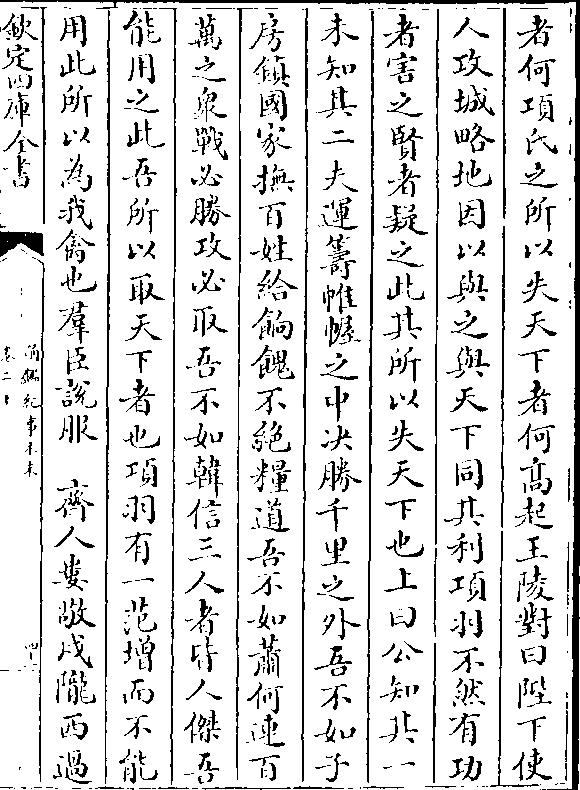 者何項氏之所以失天下者何高起王陵對曰陛下使
人攻城略地因以與之與天下同其利項羽不然有功
者害之賢者疑之此其所以失天下也上曰公知其一
未知其二夫運籌帷幄之中決勝千里之外吾不如子
房鎮國家撫百姓給餉餽不絕糧道吾不如蕭何連百
萬之衆戰必勝攻必取吾不如韓信三人者皆人傑吾
能用之此吾所以取天下者也項羽有一范增而不能
用此所以為我禽也羣臣說服　齊人婁敬戍隴西過
欽定四庫全書
通鑑紀事本末
卷二上